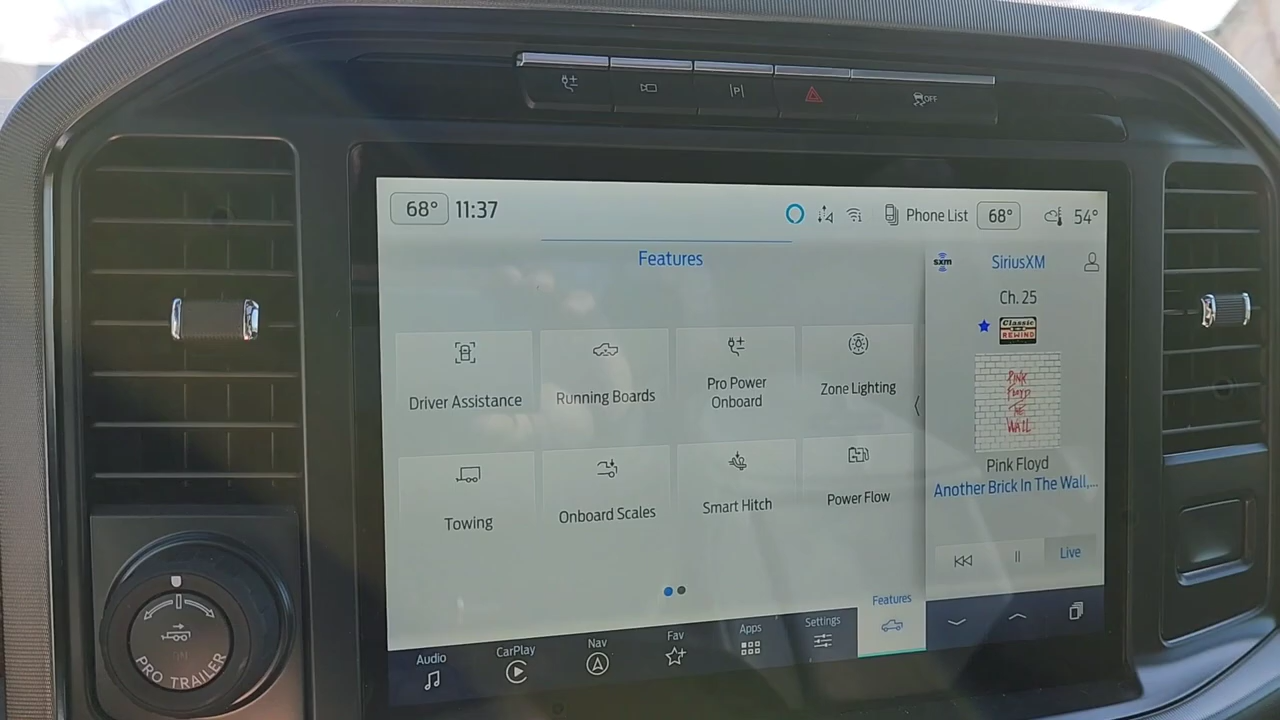 |P|
OFF
68° 11:37
Phone List 68° 54°
Features
sxm SiriusXM
Ch. 25
Classic
REWIND
PINK
FLOYD
THE
WALL
Pink Floyd
Another Brick In The Wall,...
Live
Driver Assistance
Running Boards
Pro Power
Onboard
Zone Lighting
Towing
Onboard Scales
Smart Hitch
Power Flow
Audio
CarPlay
Nav
Fav
Apps
Settings
Features
PRO TRAILER